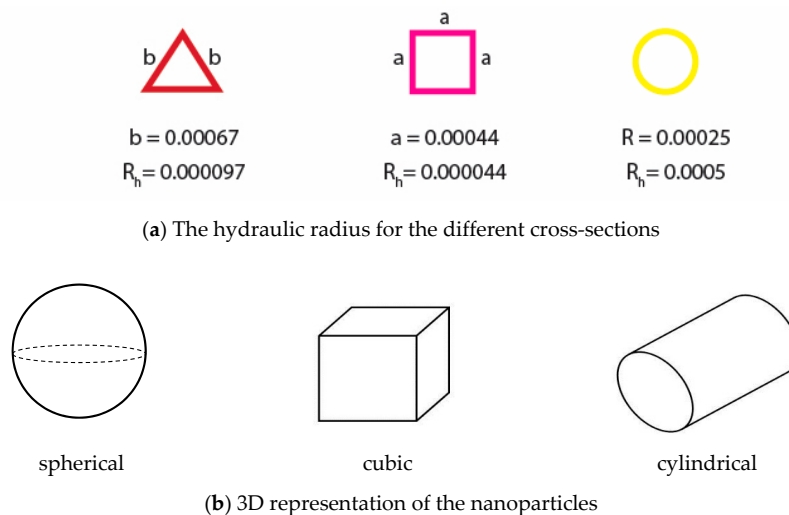 a
b b a a
b = 0.00067 a = 0.00044 R = 0.00025
Rh= 0.000097 Rh= 0.000044 Rh= 0.0005
(a) The hydraulic radius for the different cross-sections
spherical cubic cylindrical
(b) 3D representation of the nanoparticles